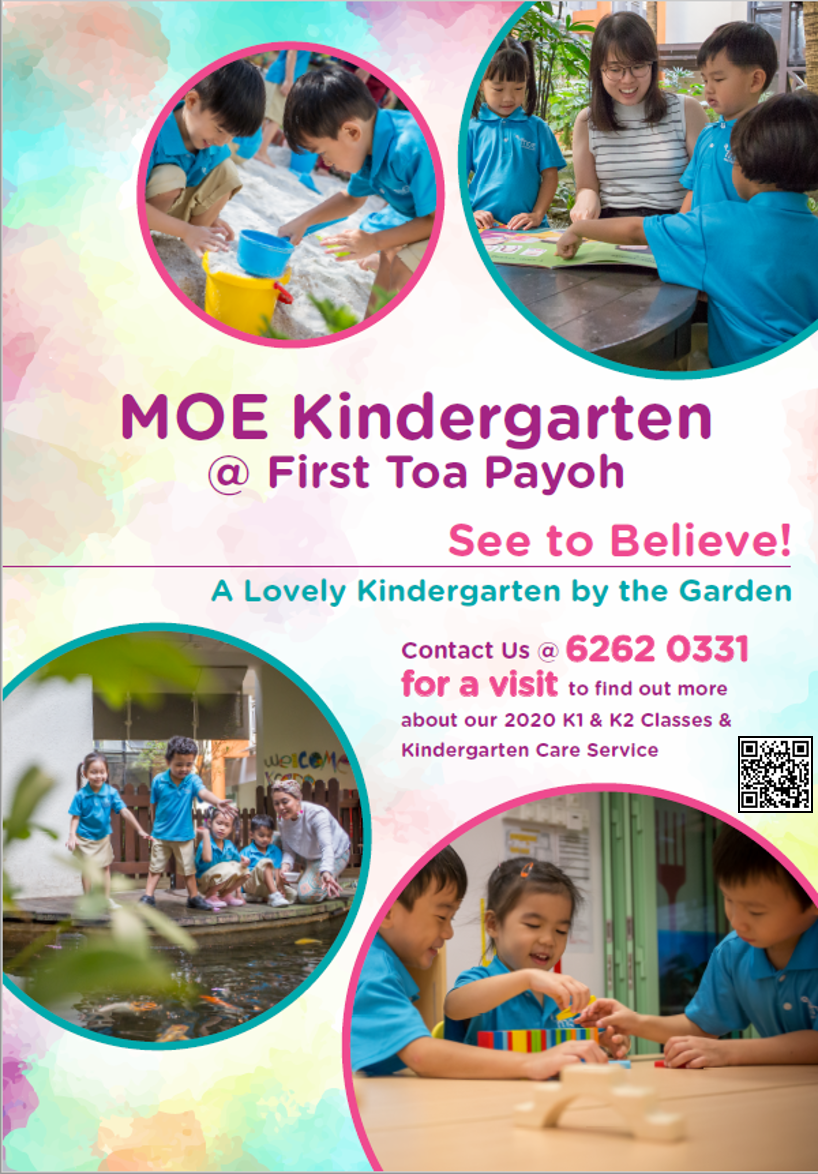 MOE Kindergarten
@ First Toa Payoh
See to Believe!
A Lovely Kindergarten by the Garden
Contact Us @ 6262 0331
for a visit to find out more
about our 2020 K1 & K2 Classes &
Kindergarten Care Service
WELCOME